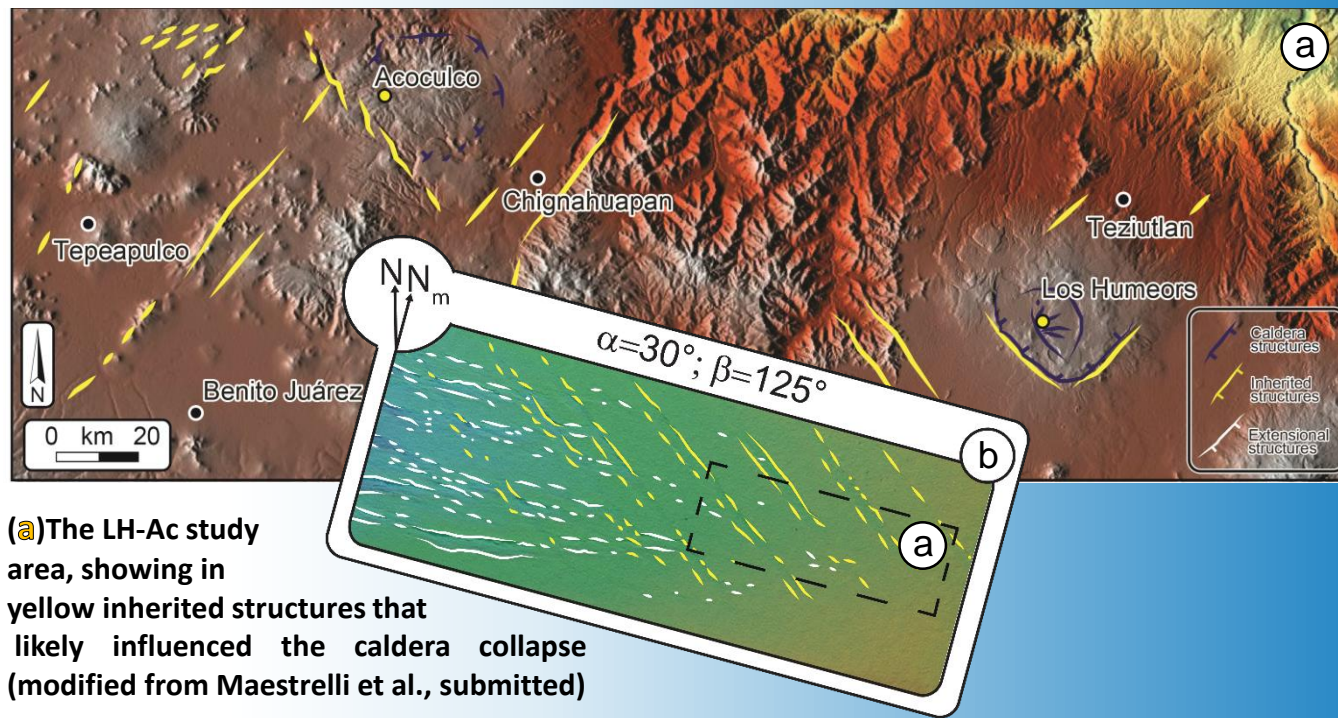 a
Acoculco
Chignahuapan
Teziutlan
Tepeapulco
Los Humeors
Benito Juárez
N
0 km 20
Caldera
structures
Inherited
structures
Extensional
structures
N N m
α=30°; β=125°
b
a
(a)The LH-Ac study
area, showing in
yellow inherited structures that
likely influenced the caldera collapse
(modified from Maestrelli et al., submitted)